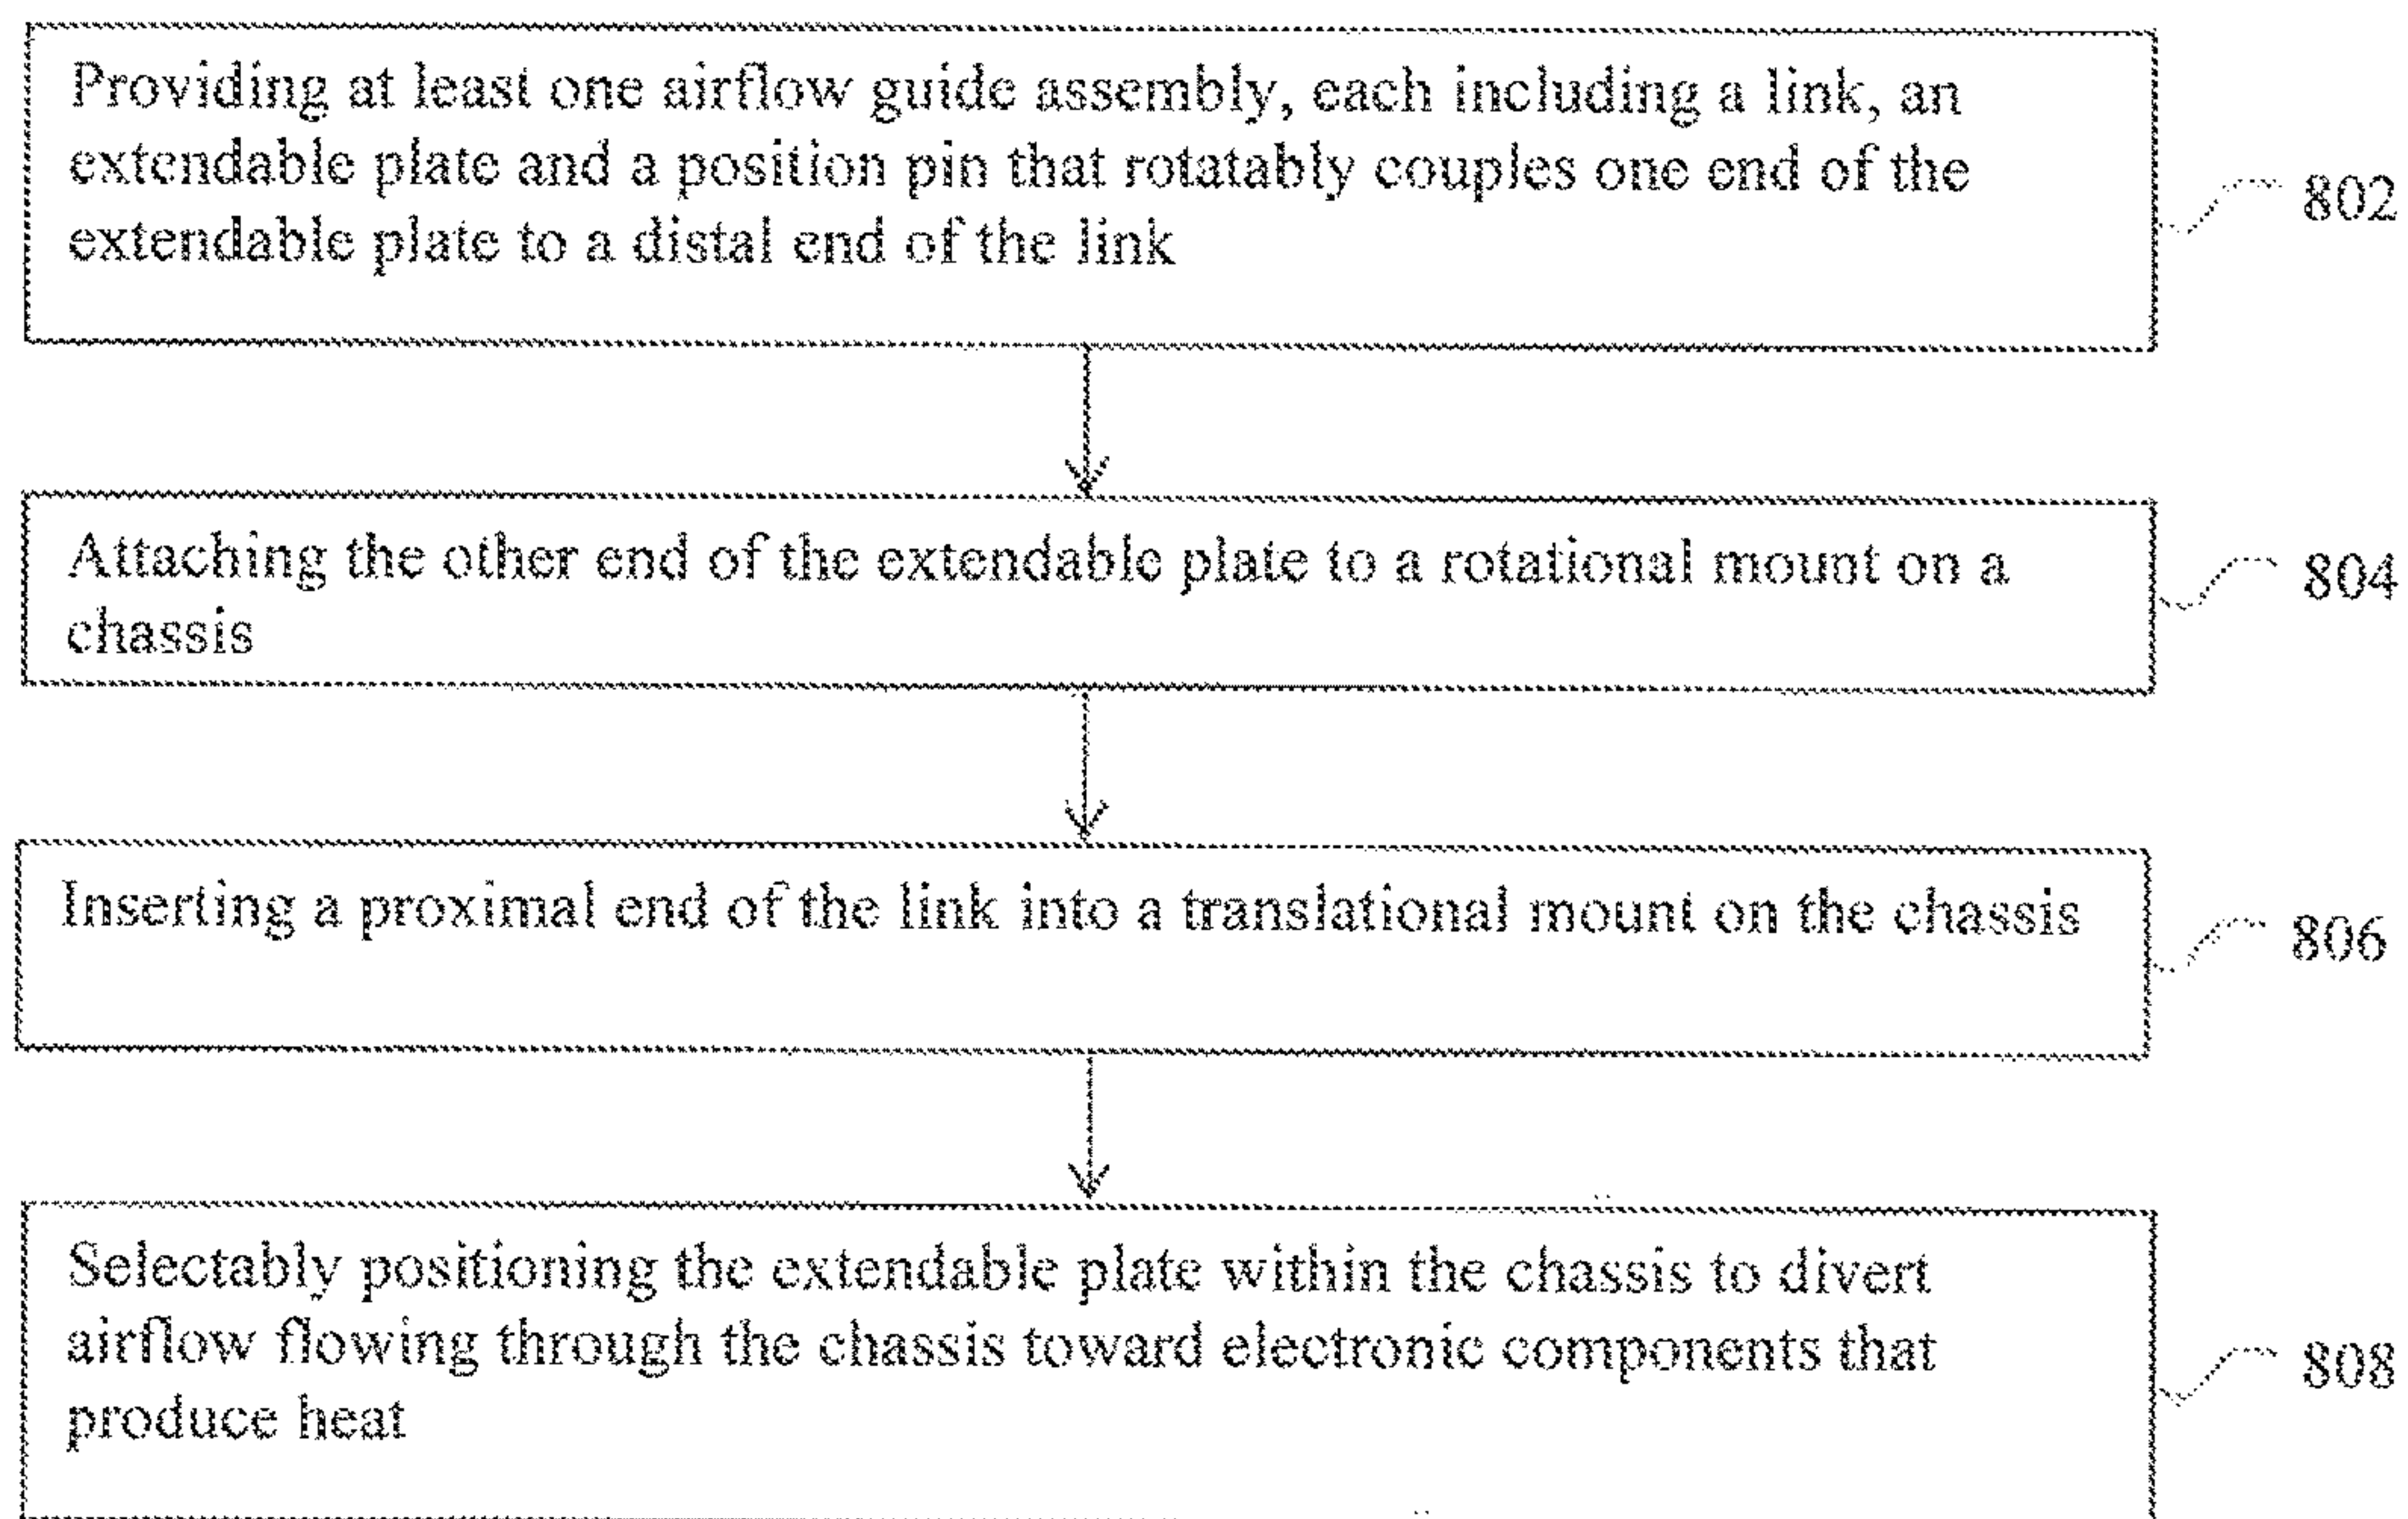 Providing at least one airflow guide assembly, each including a link, an
extendable plate and a position pin that rotatably couples one end of the
extendable plate to a distal end of the link
802
Attaching the other end of the extendable plate to a rotational mount on a
chassis
804
Inserting a proximal end of the link into a translational mount on the chassis
806
Selectably positioning the extendable plate within the chassis to divert
airflow flowing through the chassis toward electronic components that
produce heat
808